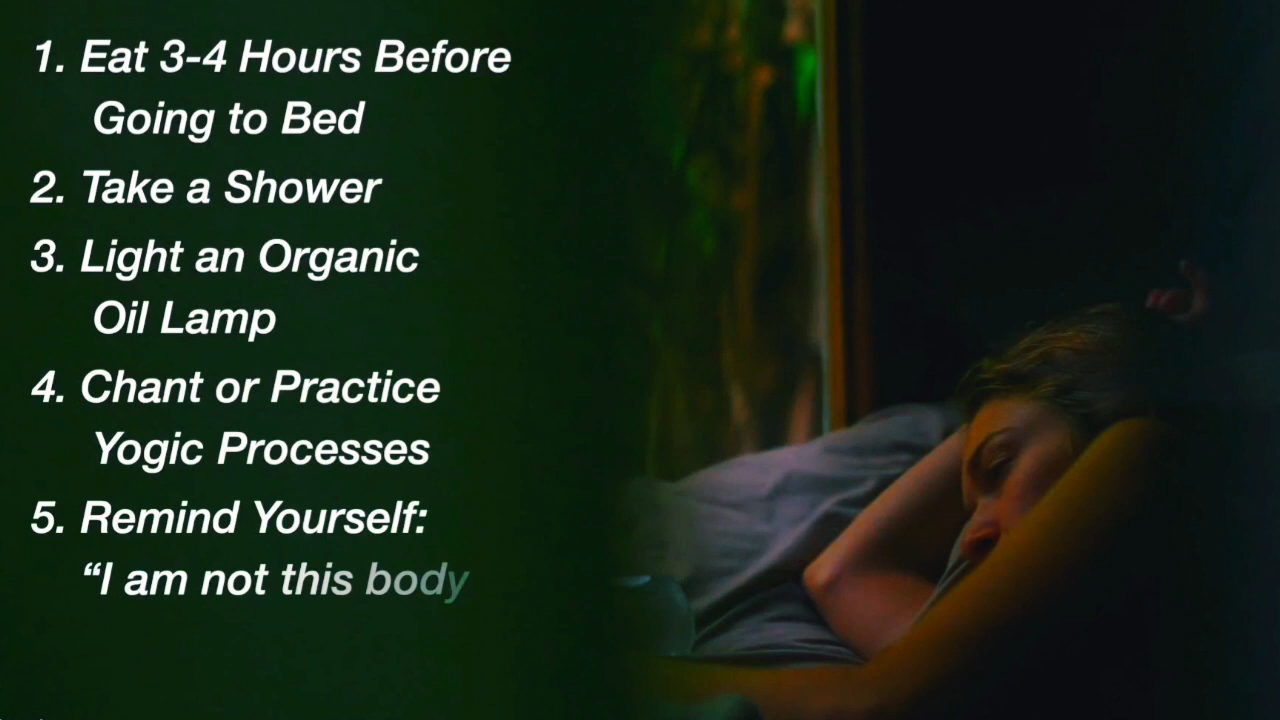 1. Eat 3-4 Hours Before
Going to Bed
2. Take a Shower
3. Light an Organic
Oil Lamp
4. Chant or Practice
Yogic Processes
5. Remind Yourself:
“I am not this body